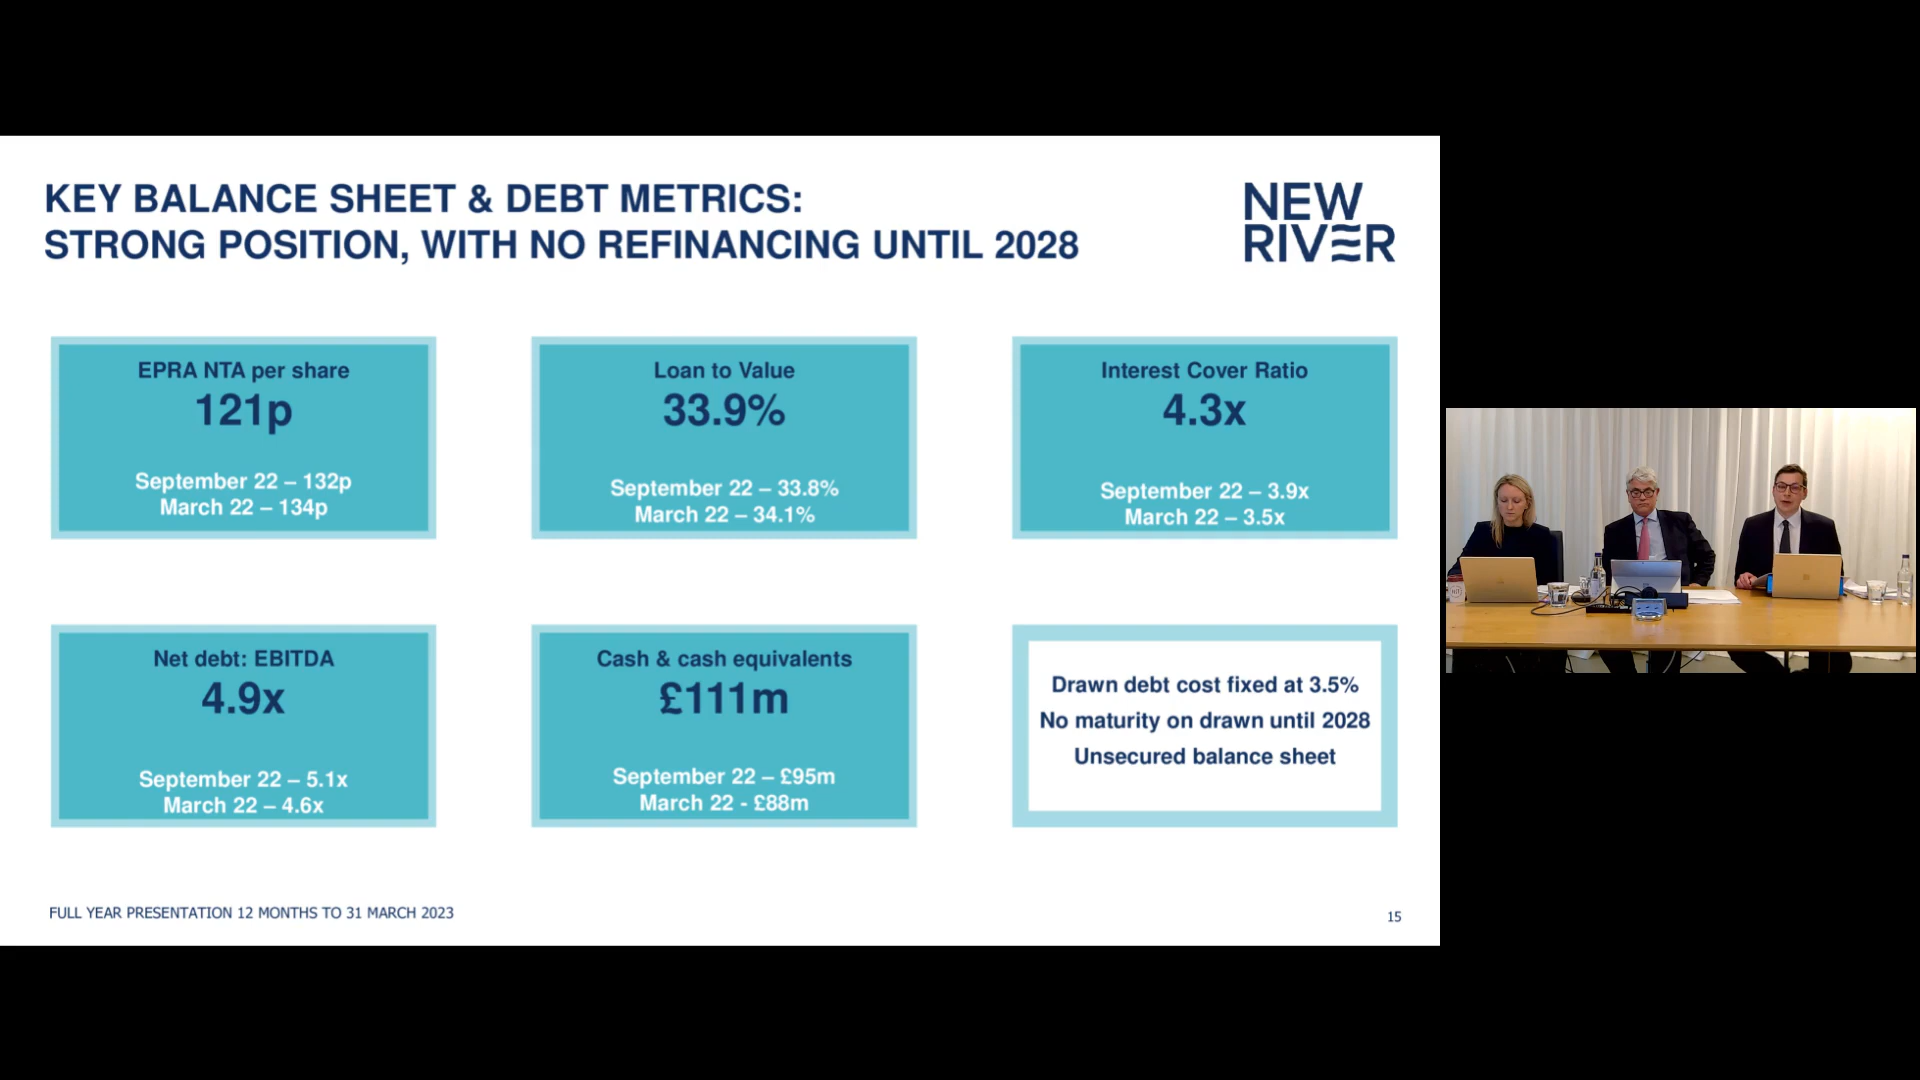 KEY BALANCE SHEET & DEBT METRICS:
STRONG POSITION, WITH NO REFINANCING UNTIL 2028
NEW
RIVER
EPRA NTA per share
121p
September 22 – 132p
March 22 – 134p
Loan to Value
33.9%
September 22 – 33.8%
March 22 – 34.1%
Interest Cover Ratio
4.3x
September 22 – 3.9x
March 22 – 3.5x
Net debt: EBITDA
4.9x
September 22 – 5.1x
March 22 – 4.6x
Cash & cash equivalents
£111m
September 22 – £95m
March 22 - £88m
Drawn debt cost fixed at 3.5%
No maturity on drawn until 2028
Unsecured balance sheet
FULL YEAR PRESENTATION 12 MONTHS TO 31 MARCH 2023
15